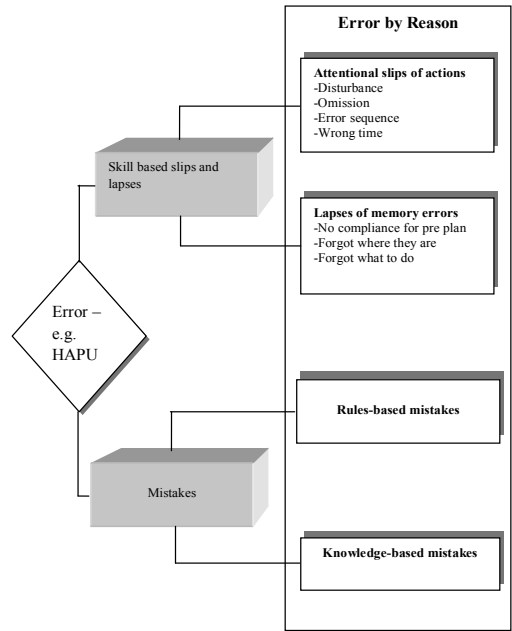 Error by Reason
Attentional slips of actions
-Disturbance
-Omission
-Error sequence
-Wrong time
Skill based slips and
lapses
Lapses of memory errors
-No compliance for pre plan
-Forgot where they are
-Forgot what to do
Error –
e.g.
HAPU
Rules-based mistakes
Mistakes
Knowledge-based mistakes